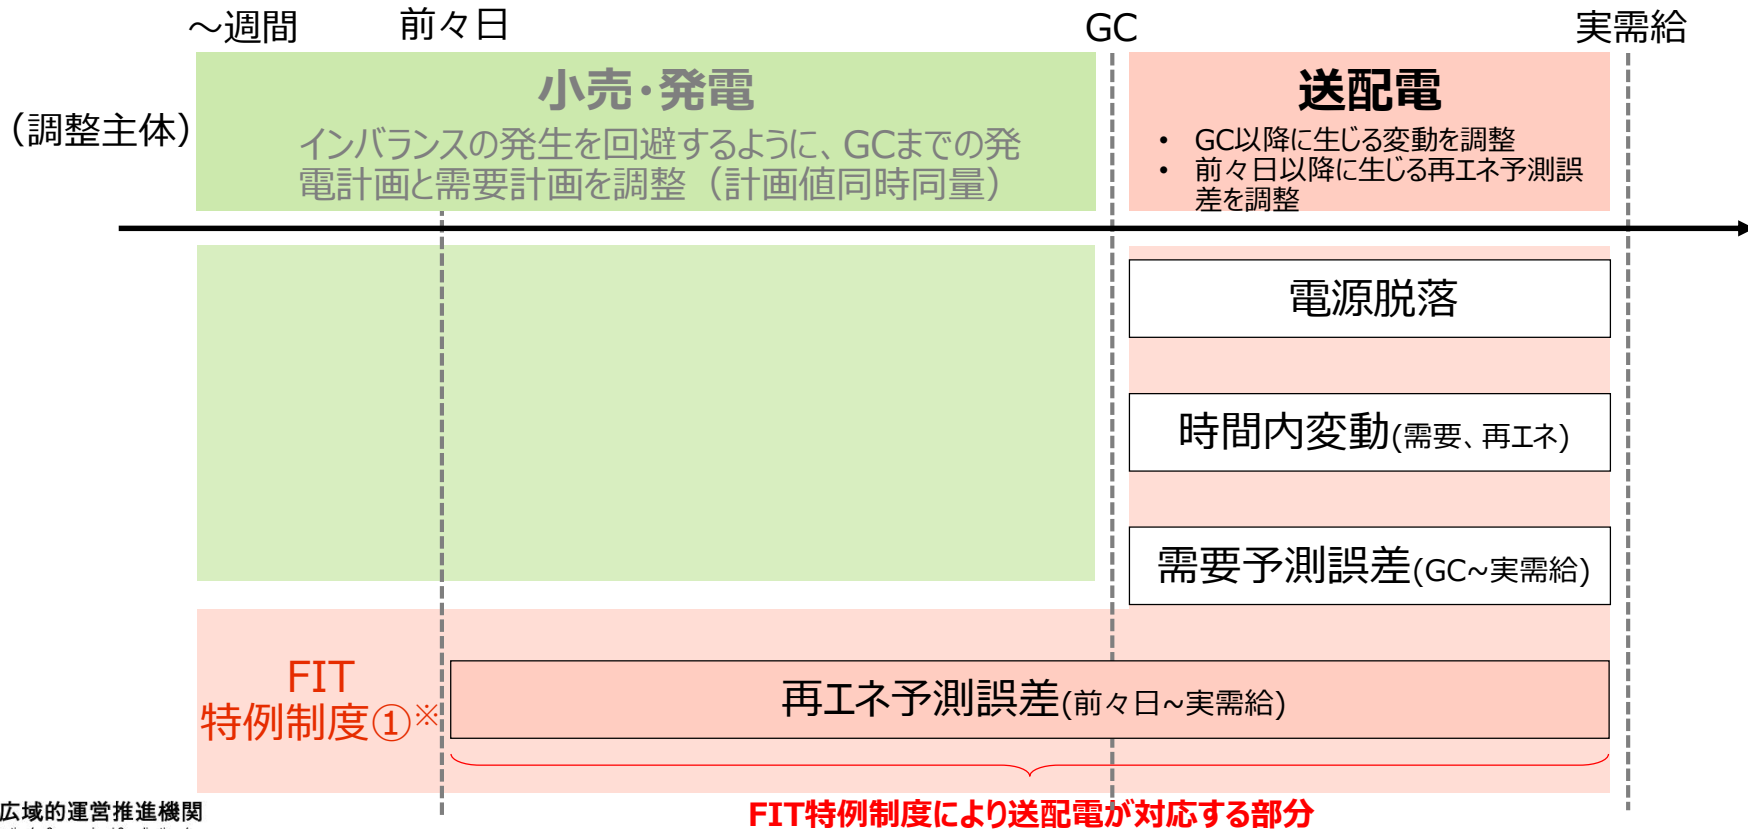 ～週間
前々日
GC
実需給
（調整主体）
小売・発電
インバランスの発生を回避するように、GCまでの発
電計画と需要計画を調整（計画値同時同量）
送配電
• GC以降に生じる変動を調整
• 前々日以降に生じる再エネ予測誤
差を調整
電源脱落
時間内変動(需要、再エネ)
需要予測誤差(GC~実需給)
FIT
特例制度①※
再エネ予測誤差(前々日~実需給)
FIT特例制度により送配電が対応する部分
広域的運営推進機関